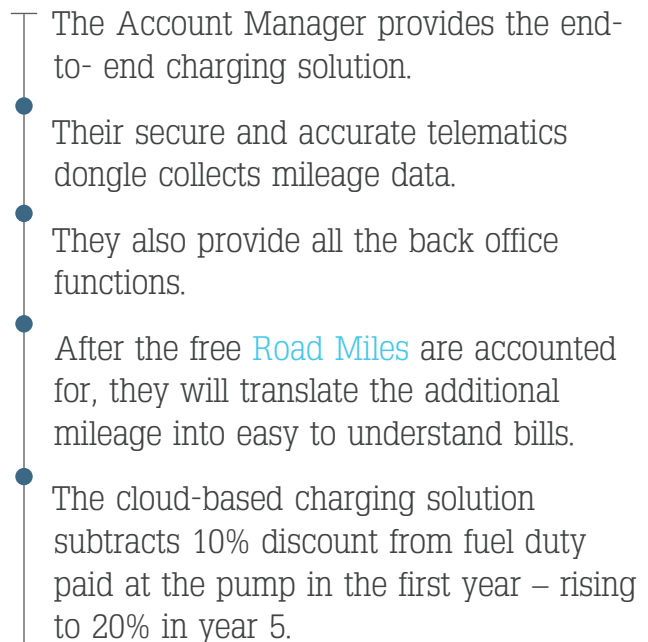 The Account Manager provides the end-
to- end charging solution.
Their secure and accurate telematics
dongle collects mileage data.
They also provide all the back office
functions.
After the free Road Miles are accounted
for, they will translate the additional
mileage into easy to understand bills.
The cloud-based charging solution
subtracts 10% discount from fuel duty
paid at the pump in the first year – rising
to 20% in year 5.